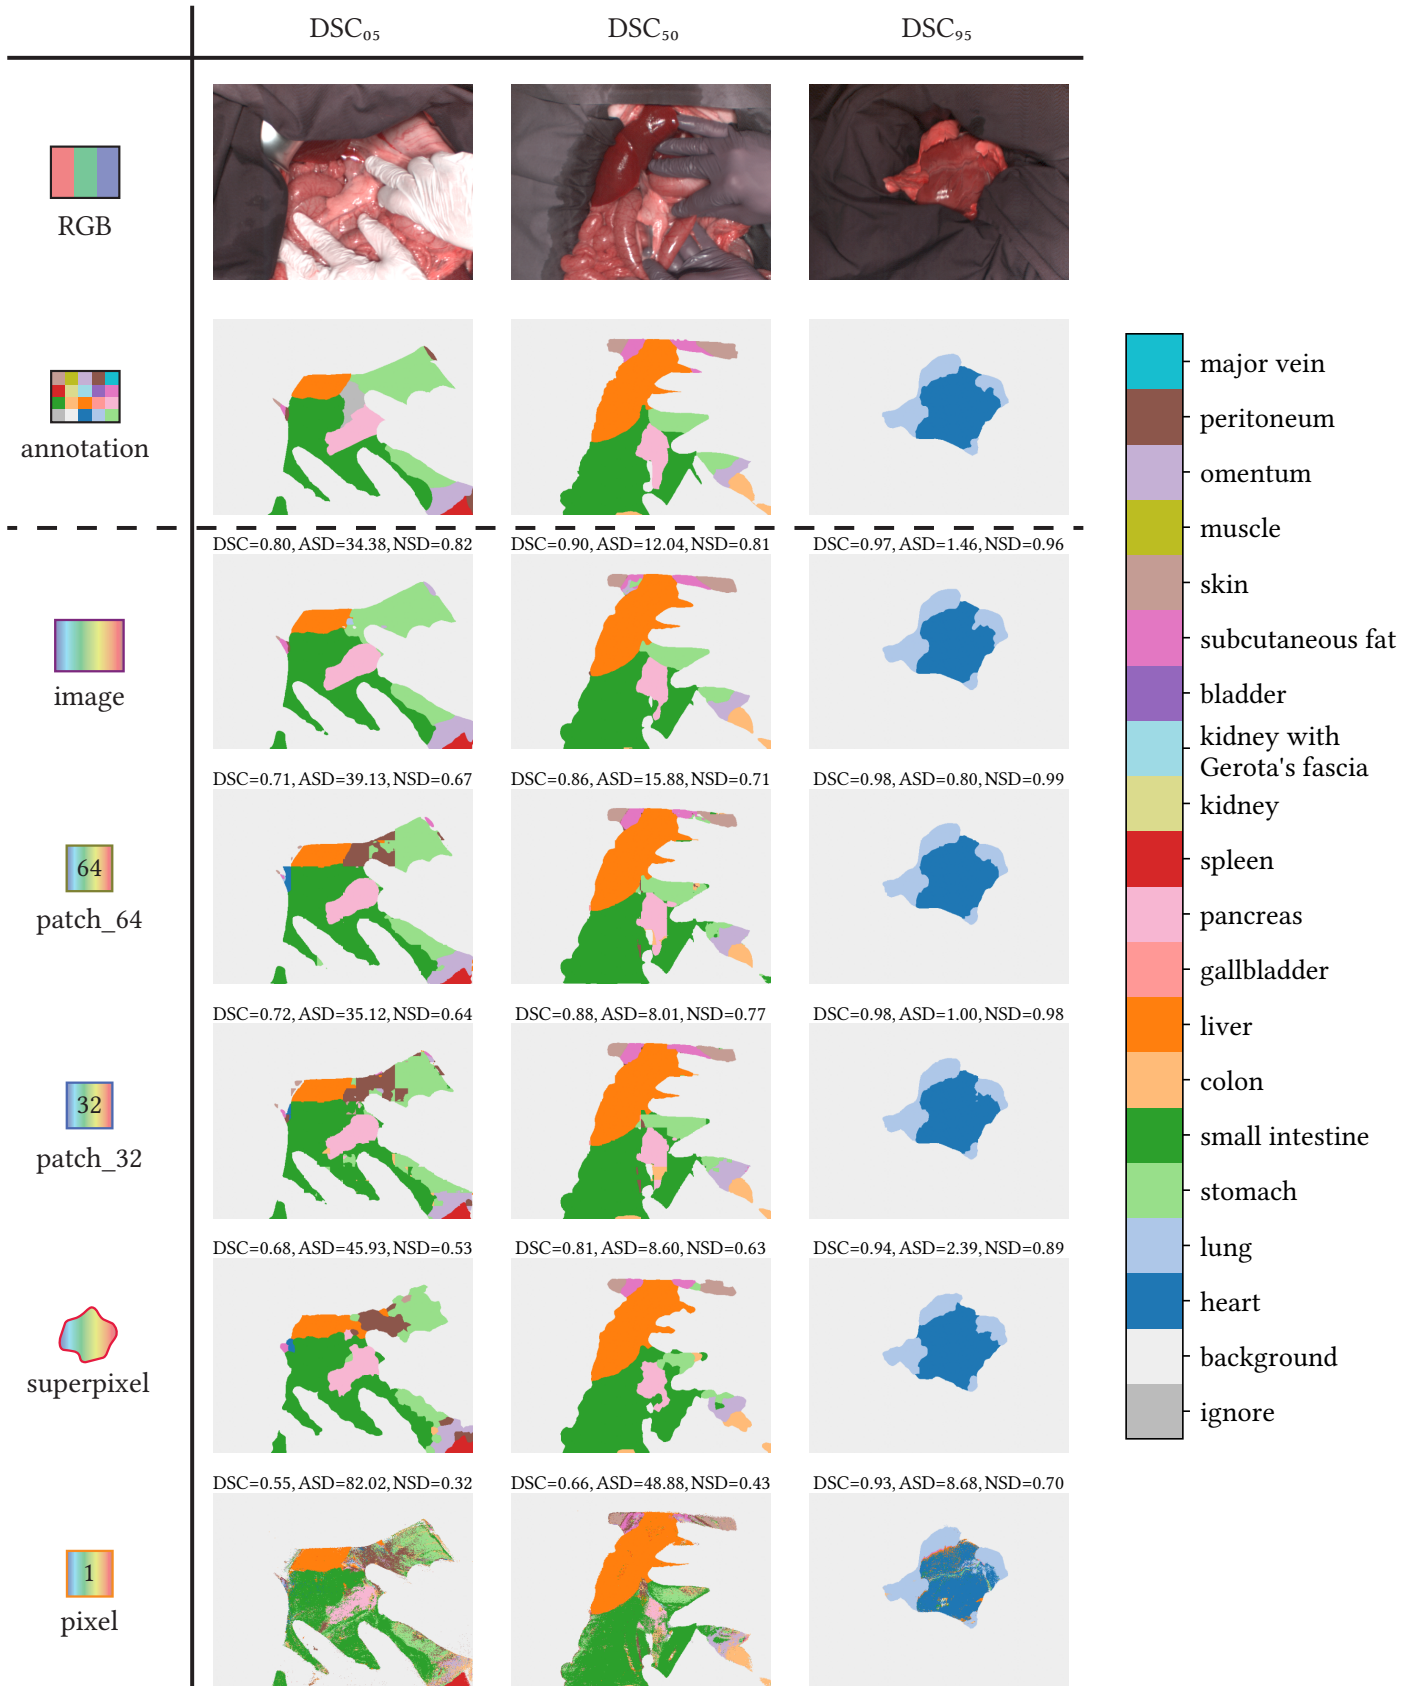 DSC₀₅ DSC₅₀ DSC₉₅
RGB
annotation
DSC=0.80, ASD=34.38, NSD=0.82 DSC=0.90, ASD=12.04, NSD=0.81 DSC=0.97, ASD=1.46, NSD=0.96
image
DSC=0.71, ASD=39.13, NSD=0.67 DSC=0.86, ASD=15.88, NSD=0.71 DSC=0.98, ASD=0.80, NSD=0.99
64
patch_64
DSC=0.72, ASD=35.12, NSD=0.64 DSC=0.88, ASD=8.01, NSD=0.77 DSC=0.98, ASD=1.00, NSD=0.98
32
patch_32
DSC=0.68, ASD=45.93, NSD=0.53 DSC=0.81, ASD=8.60, NSD=0.63 DSC=0.94, ASD=2.39, NSD=0.89
superpixel
DSC=0.55, ASD=82.02, NSD=0.32 DSC=0.66, ASD=48.88, NSD=0.43 DSC=0.93, ASD=8.68, NSD=0.70
1
pixel
major vein
peritoneum
omentum
muscle
skin
subcutaneous fat
bladder
kidney with
Gerota's fascia
kidney
spleen
pancreas
gallbladder
liver
colon
small intestine
stomach
lung
heart
background
ignore